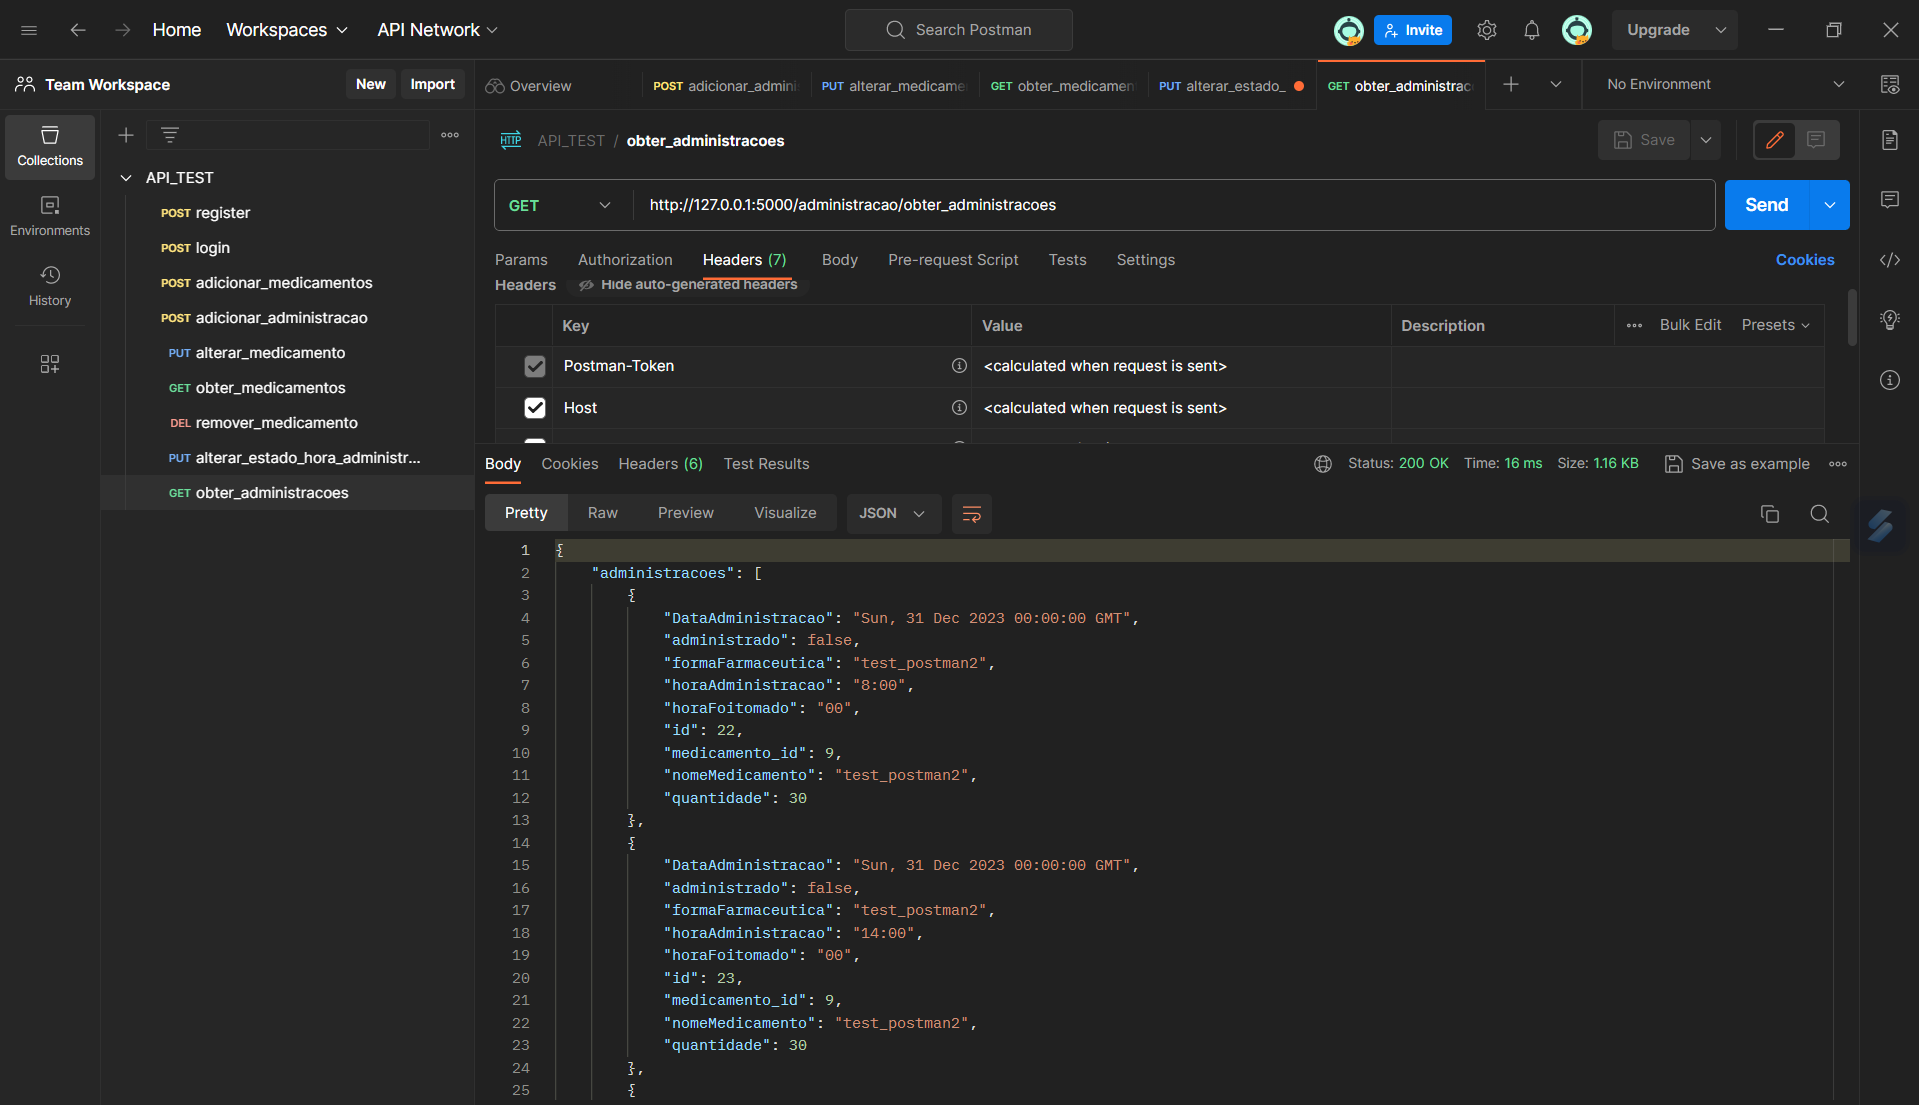 Home Workspaces API Network Search Postman Invite Upgrade
Team Workspace New Import Overview POST adicionar_admini PUT alterar_medicame GET obter_medicamen PUT alterar_estado_ GET obter_administrac No Environment
Collections
Environments
History
API_TEST
POST register
POST login
POST adicionar_medicamentos
POST adicionar_administracao
PUT alterar_medicamento
GET obter_medicamentos
DEL remover_medicamento
PUT alterar_estado_hora_administr...
GET obter_administracoes
HTTP API_TEST / obter_administracoes Save
GET http://127.0.0.1:5000/administracao/obter_administracoes Send
Params Authorization Headers (7) Body Pre-request Script Tests Settings Cookies
Headers Hide auto-generated headers
Key Value Description Bulk Edit Presets
Postman-Token <calculated when request is sent>
Host <calculated when request is sent>
Body Cookies Headers (6) Test Results Status: 200 OK Time: 16 ms Size: 1.16 KB Save as example
Pretty Raw Preview Visualize JSON
1 {
2 "administracoes": [
3 {
4 "DataAdministracao": "Sun, 31 Dec 2023 00:00:00 GMT",
5 "administrado": false,
6 "formaFarmaceutica": "test_postman2",
7 "horaAdministracao": "8:00",
8 "horaFoitomado": "00",
9 "id": 22,
10 "medicamento_id": 9,
11 "nomeMedicamento": "test_postman2",
12 "quantidade": 30
13 },
14 {
15 "DataAdministracao": "Sun, 31 Dec 2023 00:00:00 GMT",
16 "administrado": false,
17 "formaFarmaceutica": "test_postman2",
18 "horaAdministracao": "14:00",
19 "horaFoitomado": "00",
20 "id": 23,
21 "medicamento_id": 9,
22 "nomeMedicamento": "test_postman2",
23 "quantidade": 30
24 },
25 {